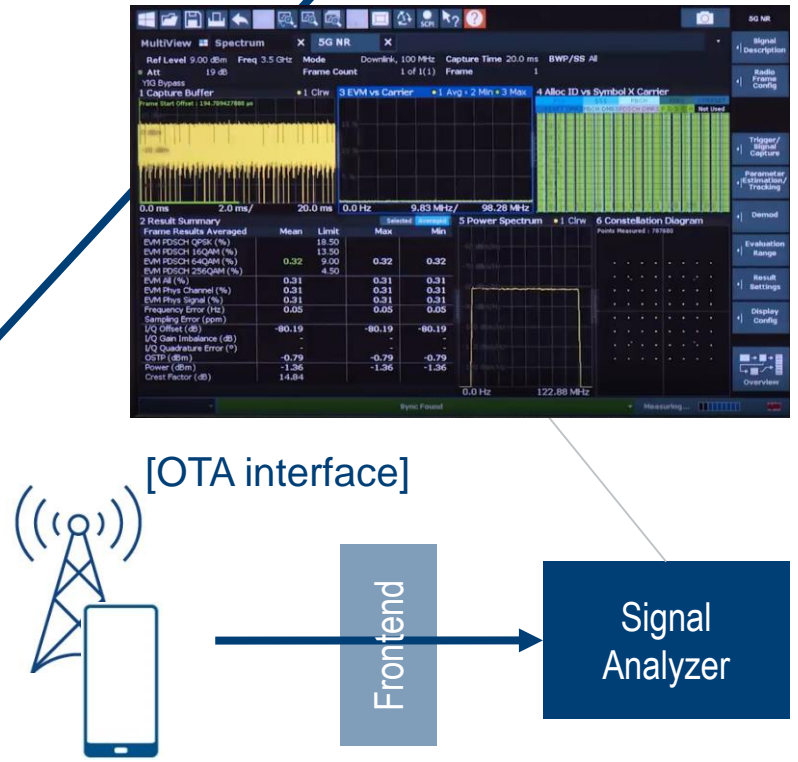 SCPI
5G NR
MultiView Spectrum X 5G NR X
Signal Description
Ref Level 9.00 dBm Freq 3.5 GHz Mode Downlink, 100 MHz Capture Time 20.0 ms BWP/SS All
Att 19 dB Frame Count 1 of 1(1) Frame 1
YIG Bypass
Radio Frame Config
1 Capture Buffer 1 Clrw 3 EVM vs Carrier 1 Avg 2 Min 3 Max 4 Alloc ID vs Symbol X Carrier
Frame Start Offset : 194.789427808 µs
Not Used
Trigger/ Signal Capture
Parameter Estimation/ Tracking
0.0 ms 2.0 ms/ 20.0 ms 0.0 Hz 9.83 MHz/ 98.28 MHz
2 Result Summary Selected Averaged 5 Power Spectrum 1 Clrw 6 Constellation Diagram
Demod
Frame Results Averaged Mean Limit Max Min
Points Measured : 787680
EVM PDSCH QPSK (%) 18.50
EVM PDSCH 16QAM (%) 13.50
EVM PDSCH 64QAM (%) 0.32 9.00 0.32 0.32
EVM PDSCH 256QAM (%) 4.50
Evaluation Range
EVM All (%) 0.31 0.31 0.31
EVM Phys Channel (%) 0.31 0.31 0.31
EVM Phys Signal (%) 0.31 0.31 0.31
Result Settings
Frequency Error (Hz) 0.05 0.05 0.05
Sampling Error (ppm)
I/Q Offset (dB) -80.19 -80.19 -80.19
Display Config
I/Q Gain Imbalance (dB) - - -
I/Q Quadrature Error (°) - - -
OSTP (dBm) -0.79 -0.79 -0.79
Power (dBm) -1.36 -1.36 -1.36
Crest Factor (dB) 14.84
Overview
0.0 Hz 122.88 MHz
Sync Found Measuring...
[OTA interface]
Frontend
Signal
Analyzer